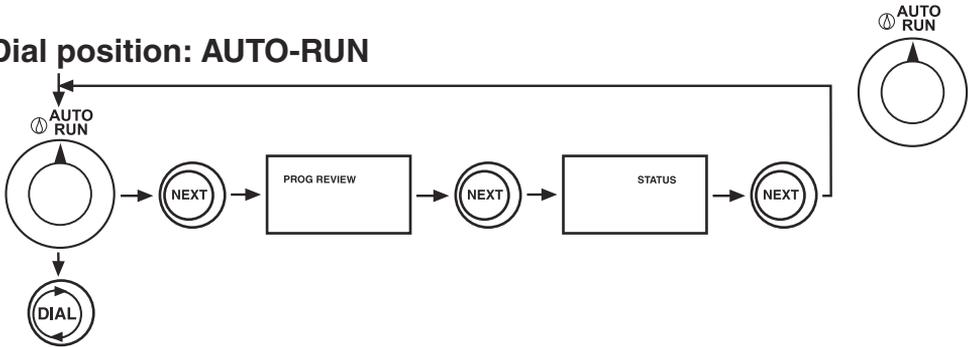 AUTO
RUN
Dial position: AUTO-RUN
AUTO
RUN
NEXT
PROG REVIEW
NEXT
STATUS
NEXT
DIAL